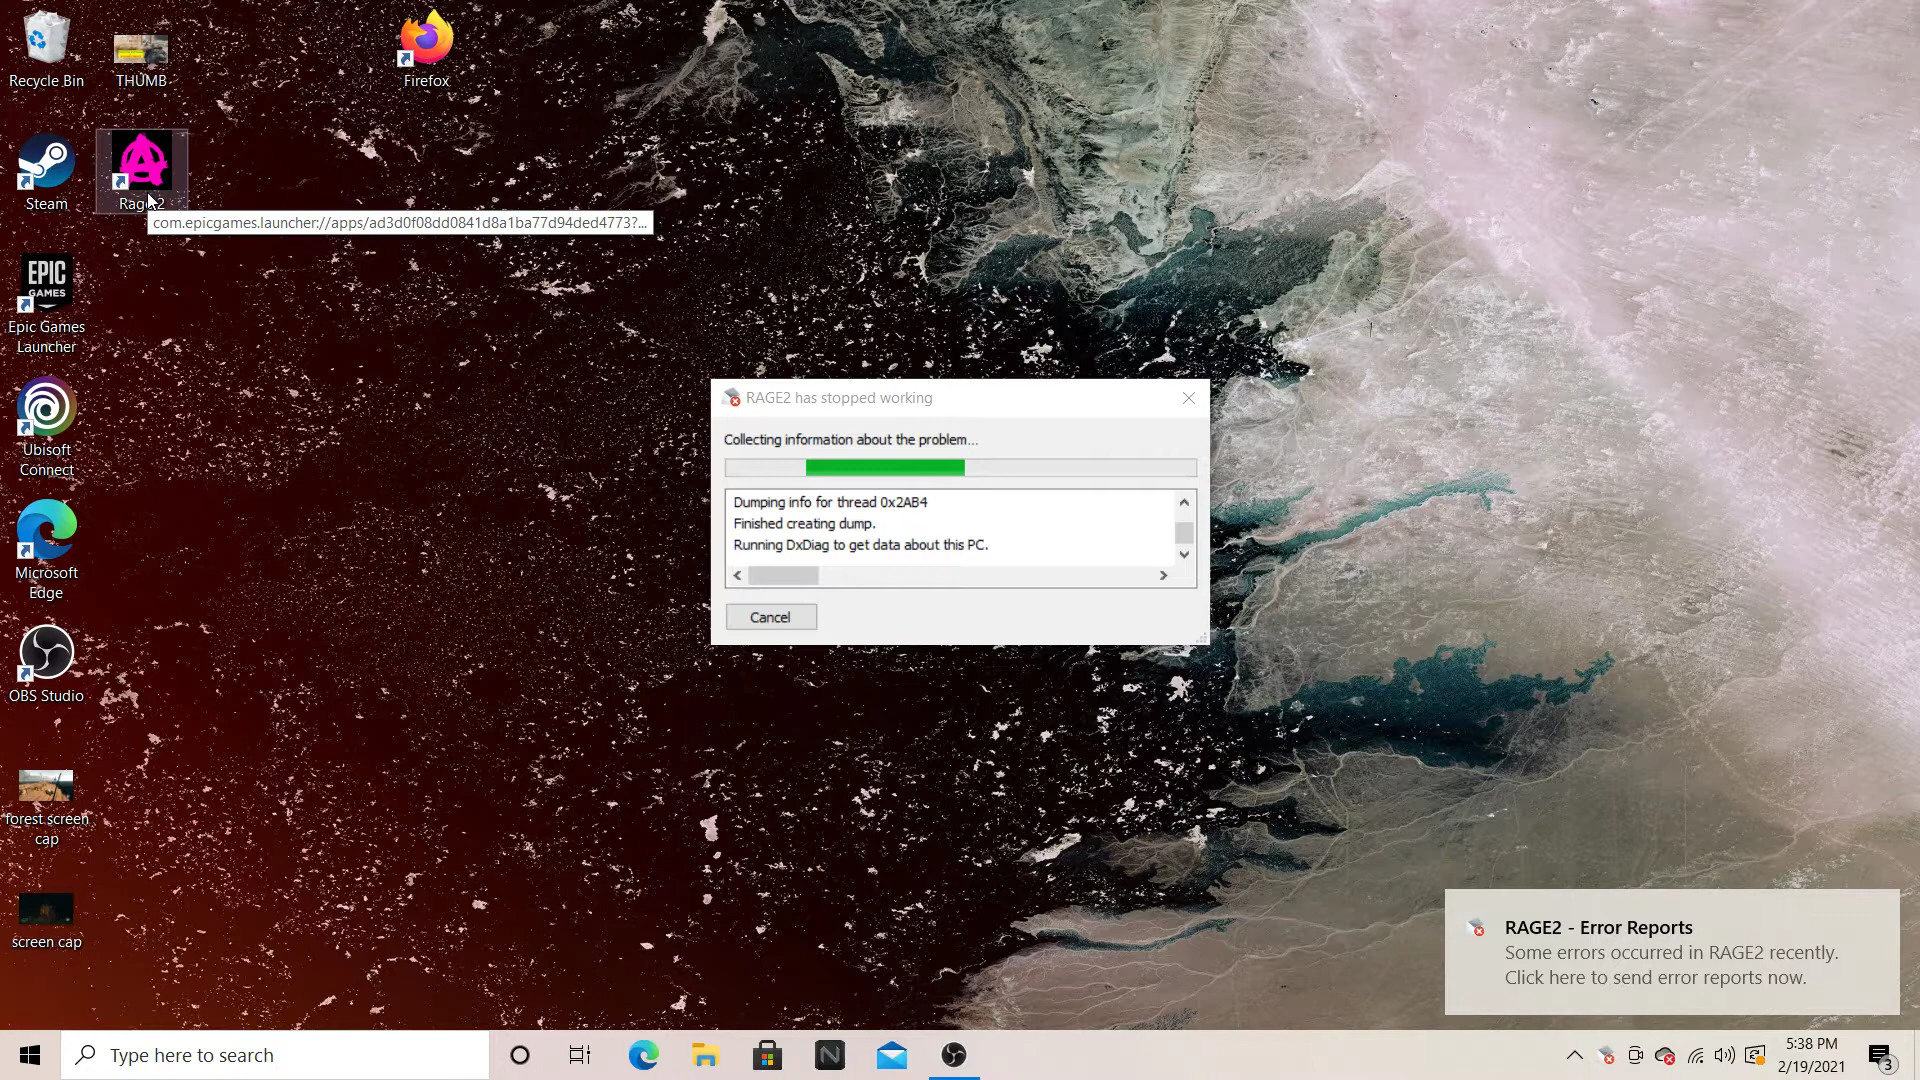 Recycle Bin
THUMB
Firefox
Steam
Rage 2
com.epicgames.launcher://apps/ad3d0f08dd0841d8a1ba77d94ded4773?...
EPIC
GAMES
Epic Games
Launcher
Ubisoft
Connect
Microsoft
Edge
OBS Studio
forest screen
cap
screen cap
RAGE2 has stopped working
Collecting information about the problem...
Dumping info for thread 0x2AB4
Finished creating dump.
Running DxDiag to get data about this PC.
Cancel
RAGE2 - Error Reports
Some errors occurred in RAGE2 recently.
Click here to send error reports now.
Type here to search
N
5:38 PM
2/19/2021
3